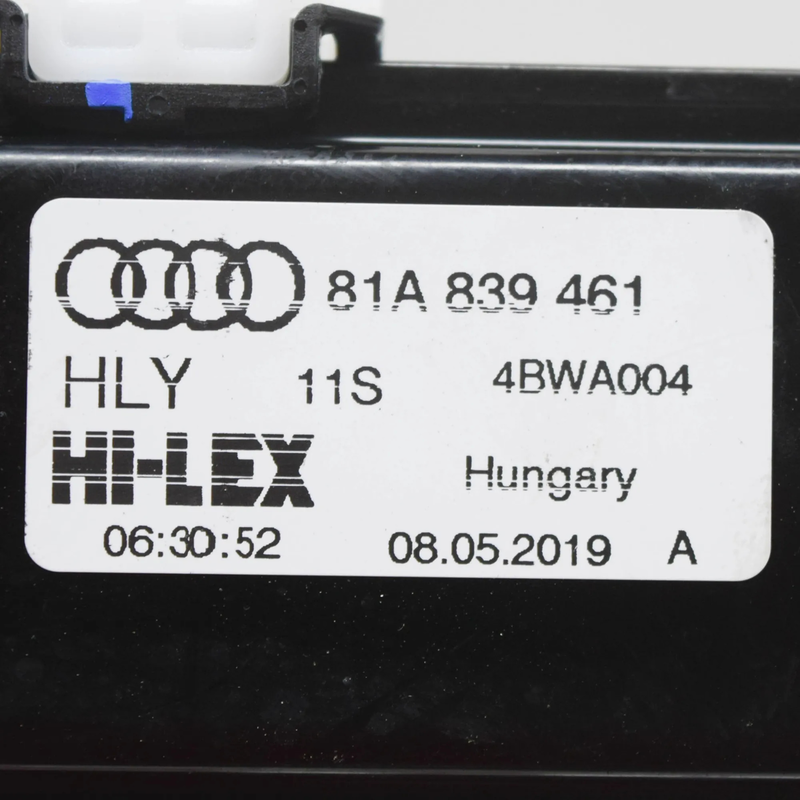 81A 839 461
HLY 11S 4BWA004
HI-LEX Hungary
06:30:52 08.05.2019 A